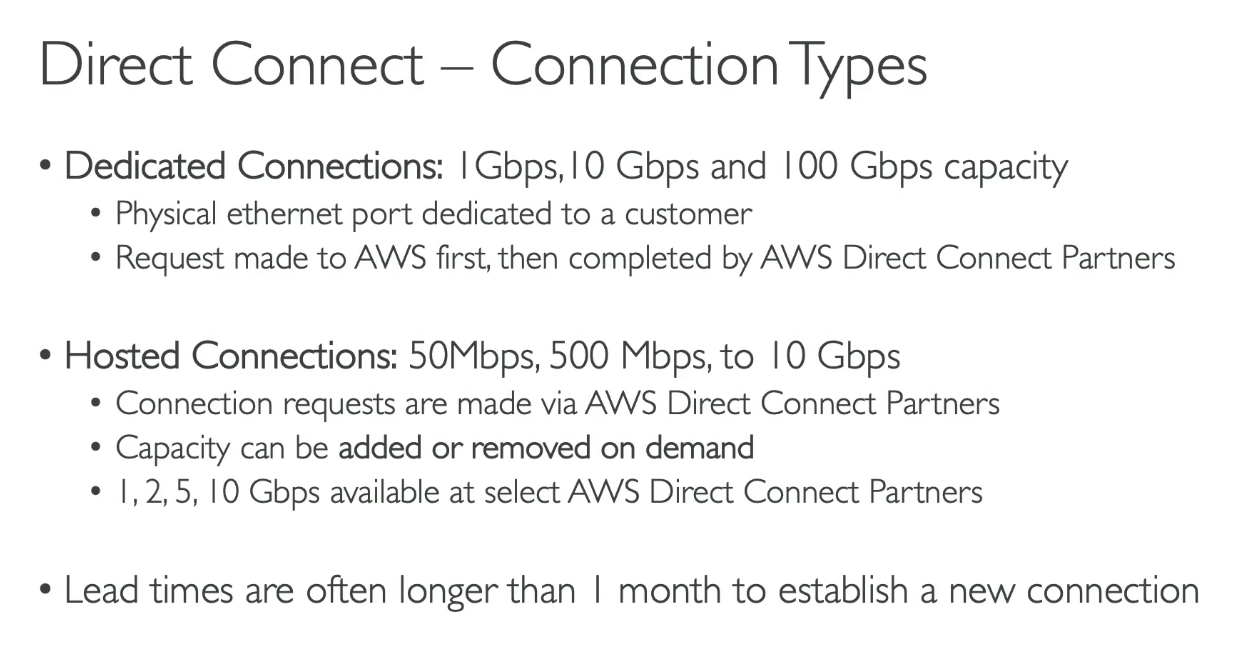 Direct Connect – Connection Types
• Dedicated Connections: 1Gbps,10 Gbps and 100 Gbps capacity
• Physical ethernet port dedicated to a customer
• Request made to AWS first, then completed by AWS Direct Connect Partners
• Hosted Connections: 50Mbps, 500 Mbps, to 10 Gbps
• Connection requests are made via AWS Direct Connect Partners
• Capacity can be added or removed on demand
• 1, 2, 5, 10 Gbps available at select AWS Direct Connect Partners
• Lead times are often longer than 1 month to establish a new connection